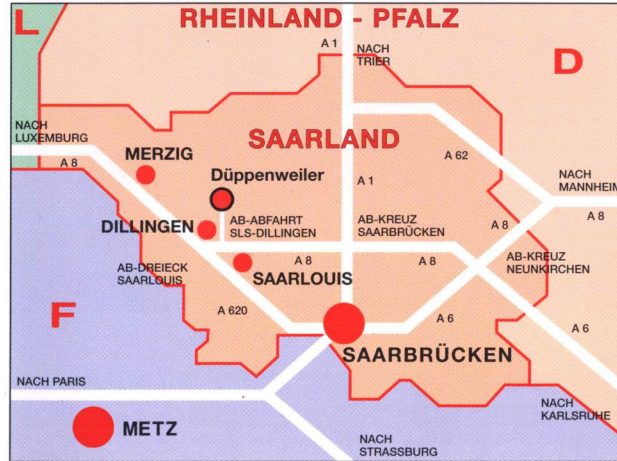 L
RHEINLAND - PFALZ
A 1
NACH
TRIER
D
NACH
LUXEMBURG
SAARLAND
A 8
MERZIG
A 62
Düppenweiler
A 1
NACH
MANNHEIM
DILLINGEN
AB-ABFAHRT
SLS-DILLINGEN
AB-KREUZ
SAARBRÜCKEN
A 8
A 8
AB-DREIECK
SAARLOUIS
A 8
SAARLOUIS
A 8
AB-KREUZ
NEUNKIRCHEN
F
A 620
A 6
A 6
SAARBRÜCKEN
NACH PARIS
METZ
NACH
KARLSRUHE
NACH
STRASSBURG